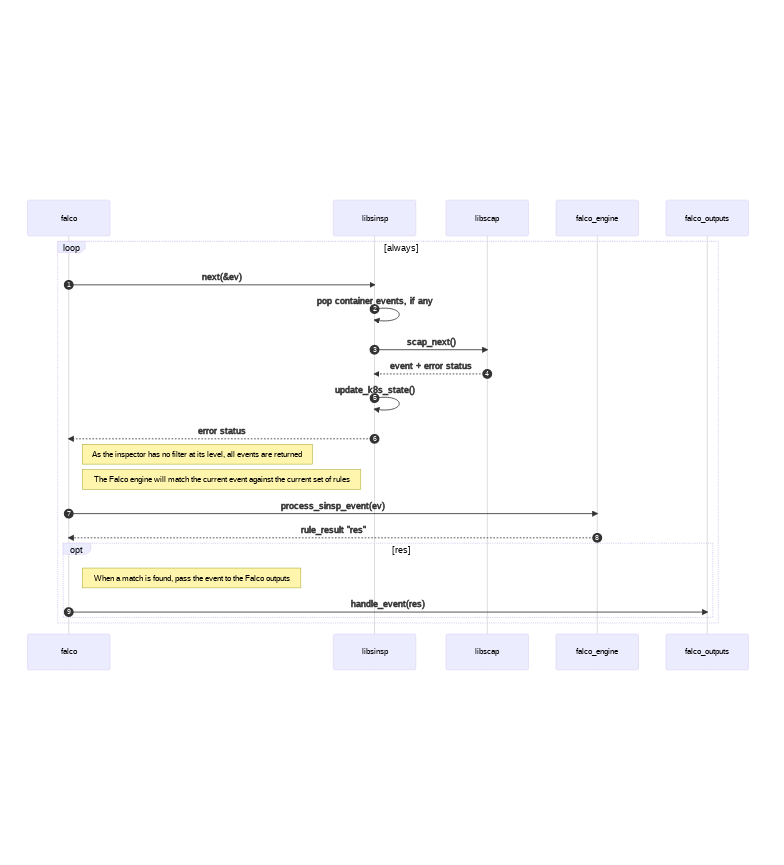 falco
libsinsp
libscap
falco_engine
falco_outputs
loop
[always]
next(&ev)
1
pop container events, if any
2
scap_next()
3
event + error status
4
update_k8s_state()
5
error status
6
As the inspector has no filter at its level, all events are returned
The Falco engine will match the current event against the current set of rules
process_sinsp_event(ev)
7
rule_result "res"
8
opt
[res]
When a match is found, pass the event to the Falco outputs
handle_event(res)
9
falco
libsinsp
libscap
falco_engine
falco_outputs